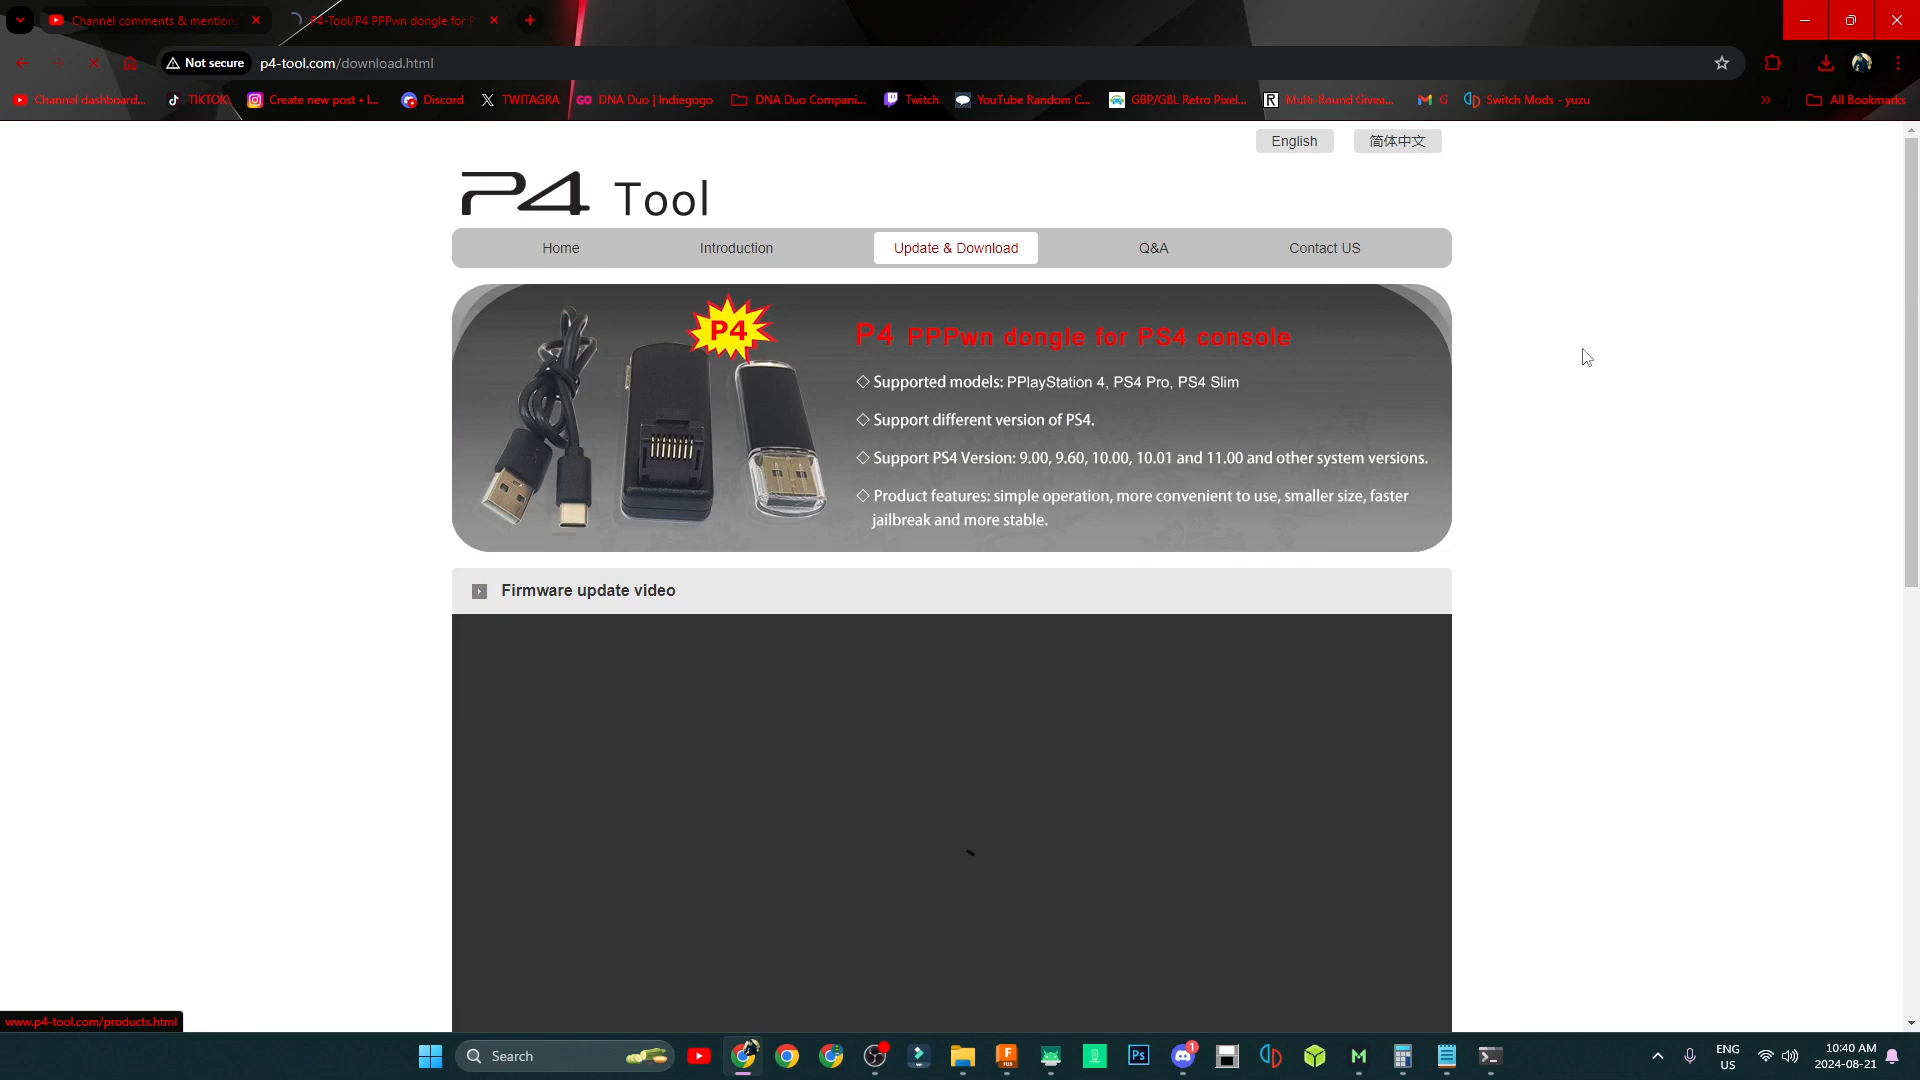 Channel comments & mention
P4-Tool/P4 PPPwn dongle for P
Not secure
p4-tool.com/download.html
Channel dashboard...
TIKTOK
Create new post • I...
Discord
TWITAGRA
GO DNA Duo | Indiegogo
DNA Duo Compani...
Twitch
YouTube Random C...
GBP/GBL Retro Pixel...
R Multi-Round Givea...
G
Switch Mods - yuzu
All Bookmarks
English
简体中文
P4 Tool
Home
Introduction
Update & Download
Q&A
Contact US
P4
P4 PPPwn dongle for PS4 console
◇ Supported models: PPlayStation 4, PS4 Pro, PS4 Slim
◇ Support different version of PS4.
◇ Support PS4 Version: 9.00, 9.60, 10.00, 10.01 and 11.00 and other system versions.
◇ Product features: simple operation, more convenient to use, smaller size, faster
jailbreak and more stable.
Firmware update video
www.p4-tool.com/products.html
Search
Ps
1
M
ENG
US
10:40 AM
2024-08-21